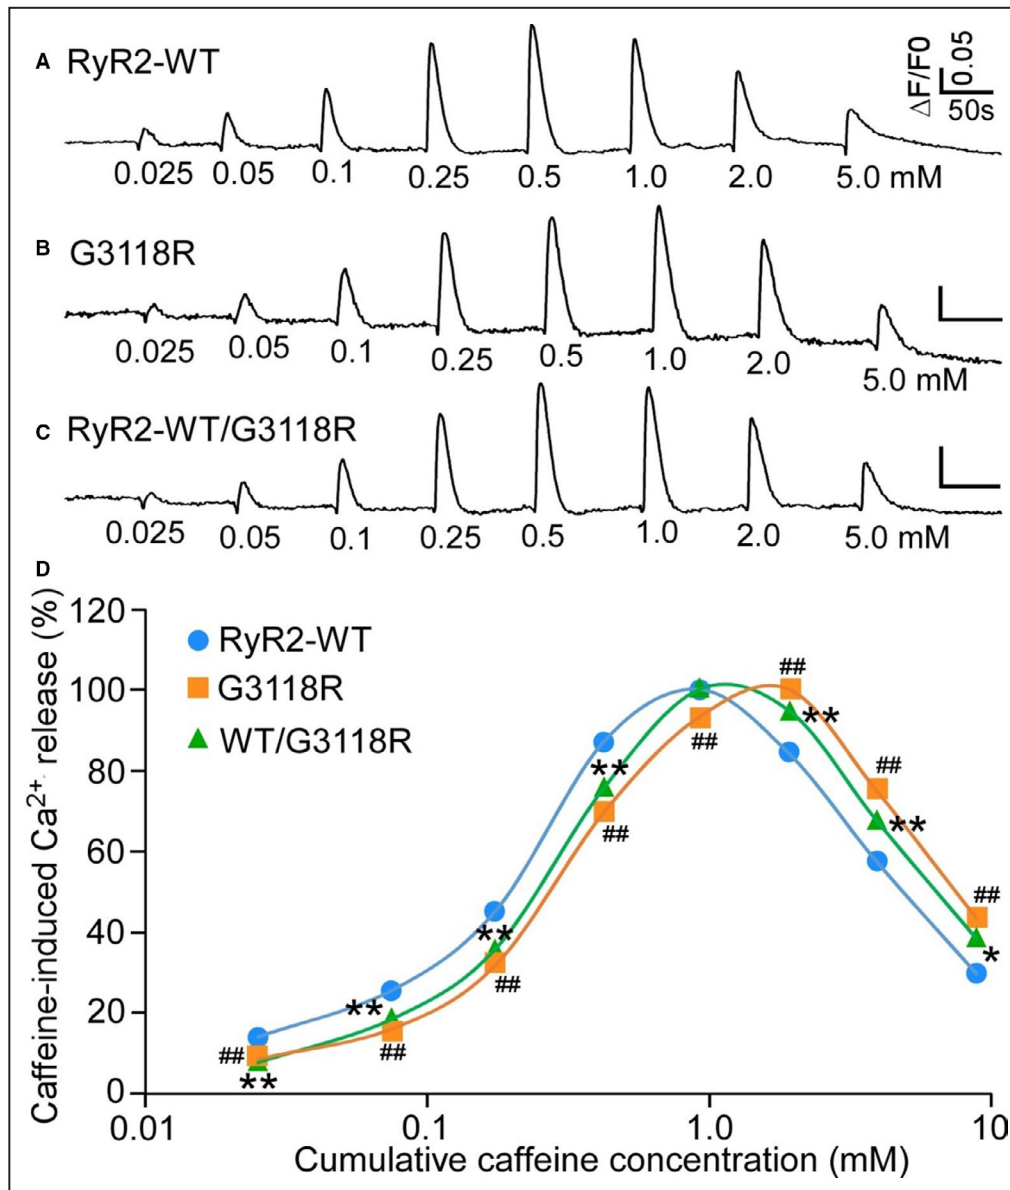 A RyR2-WT
ΔF/F0
0.05
50s
0.025 0.05 0.1 0.25 0.5 1.0 2.0 5.0 mM
B G3118R
0.025 0.05 0.1 0.25 0.5 1.0 2.0 5.0 mM
C RyR2-WT/G3118R
0.025 0.05 0.1 0.25 0.5 1.0 2.0 5.0 mM
D
Caffeine-induced Ca²⁺ release (%)
120
100
80
60
40
20
0
RyR2-WT
G3118R
WT/G3118R
##
**
**
##
**
##
**
##
##
##
**
##
**
##
*
0.01 0.1 1.0 10
Cumulative caffeine concentration (mM)